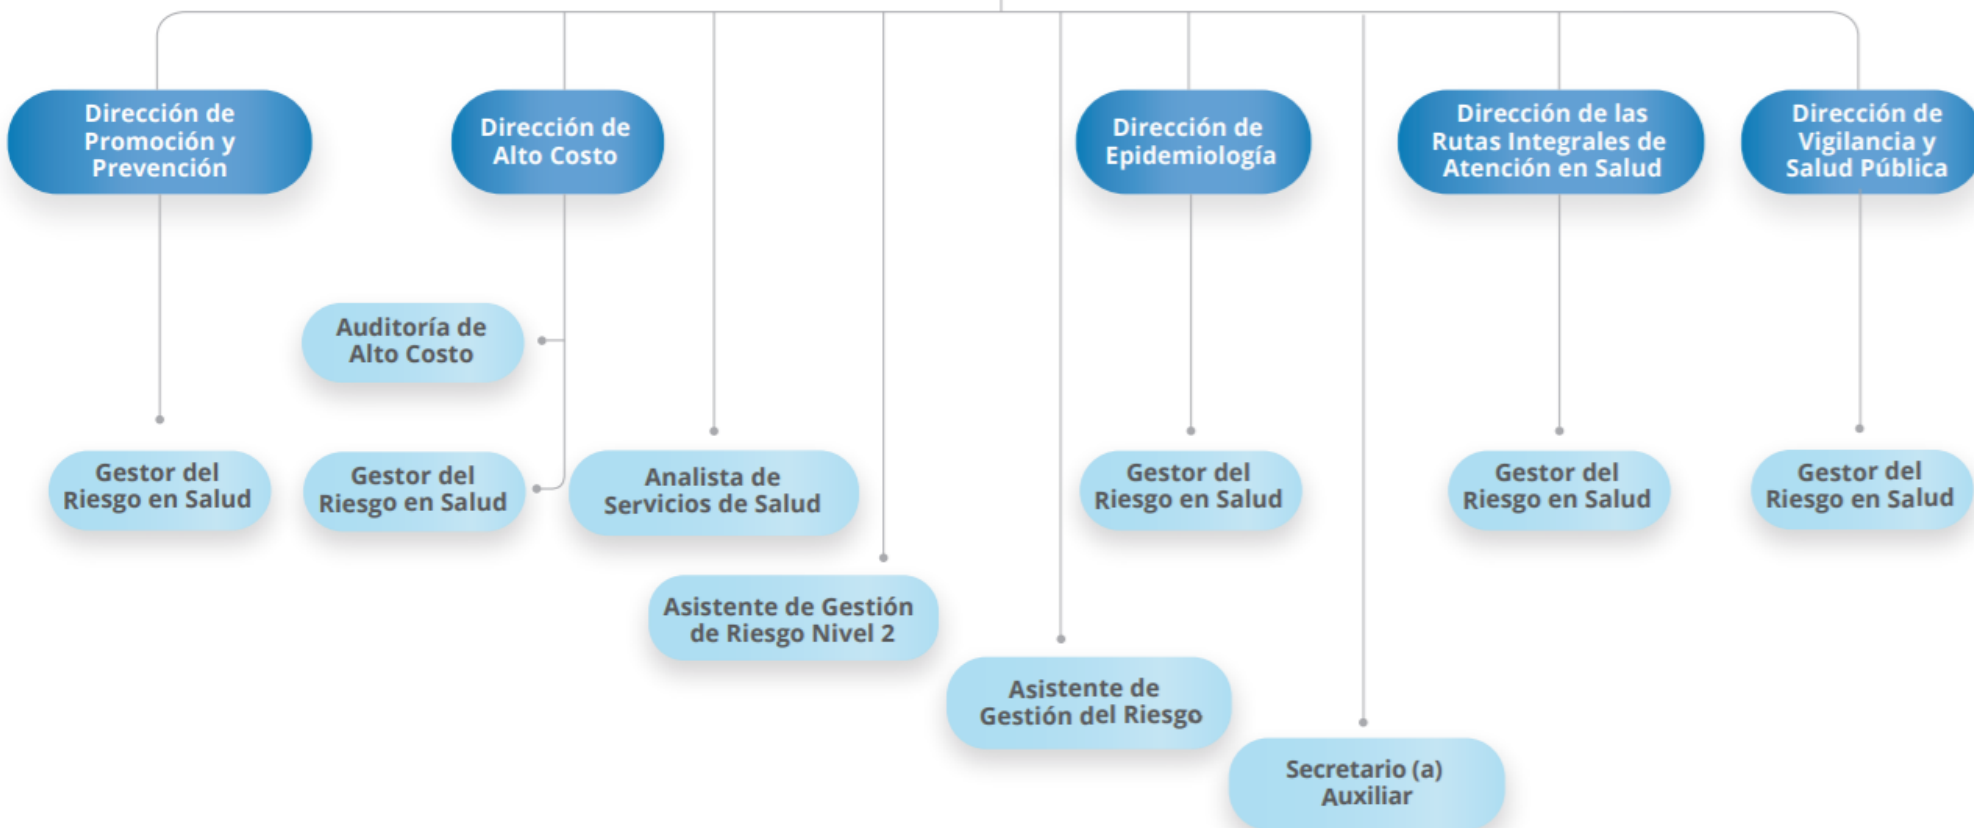 Dirección de
Promoción y
Prevención
Dirección de
Alto Costo
Dirección de
Epidemiología
Dirección de las
Rutas Integrales de
Atención en Salud
Dirección de
Vigilancia y
Salud Pública
Auditoría de
Alto Costo
Gestor del
Riesgo en Salud
Gestor del
Riesgo en Salud
Analista de
Servicios de Salud
Gestor del
Riesgo en Salud
Gestor del
Riesgo en Salud
Gestor del
Riesgo en Salud
Asistente de Gestión
de Riesgo Nivel 2
Asistente de
Gestión del Riesgo
Secretario (a)
Auxiliar